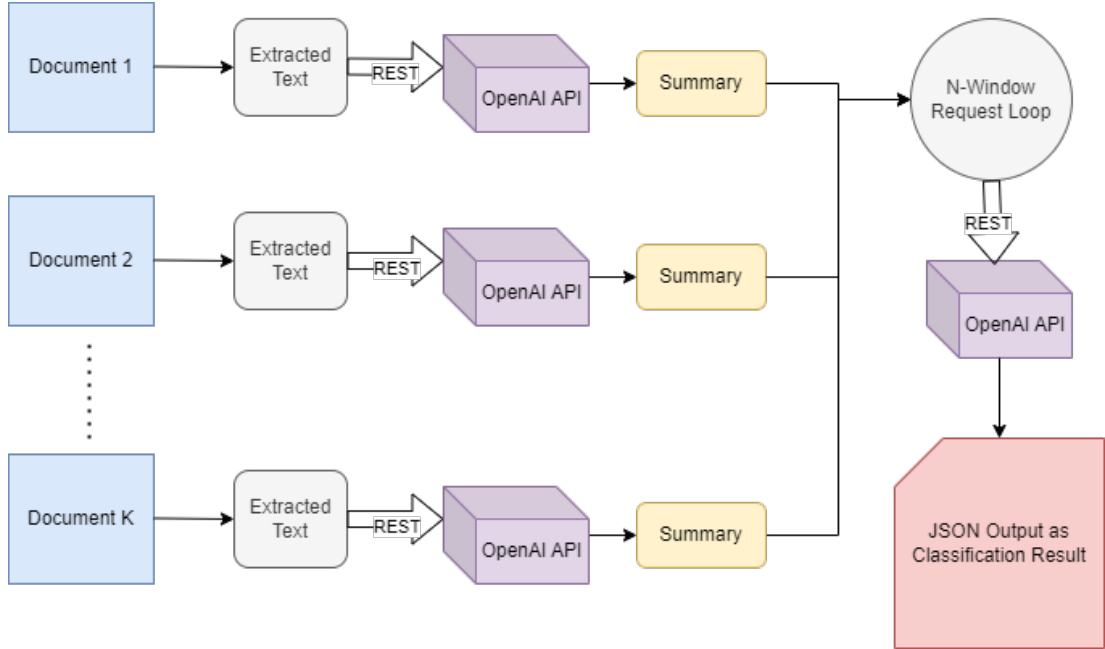 Document 1
Extracted
Text
REST
OpenAI API
Summary
N-Window
Request Loop
REST
Document 2
Extracted
Text
REST
OpenAI API
Summary
OpenAI API
Document K
Extracted
Text
REST
OpenAI API
Summary
JSON Output as
Classification Result